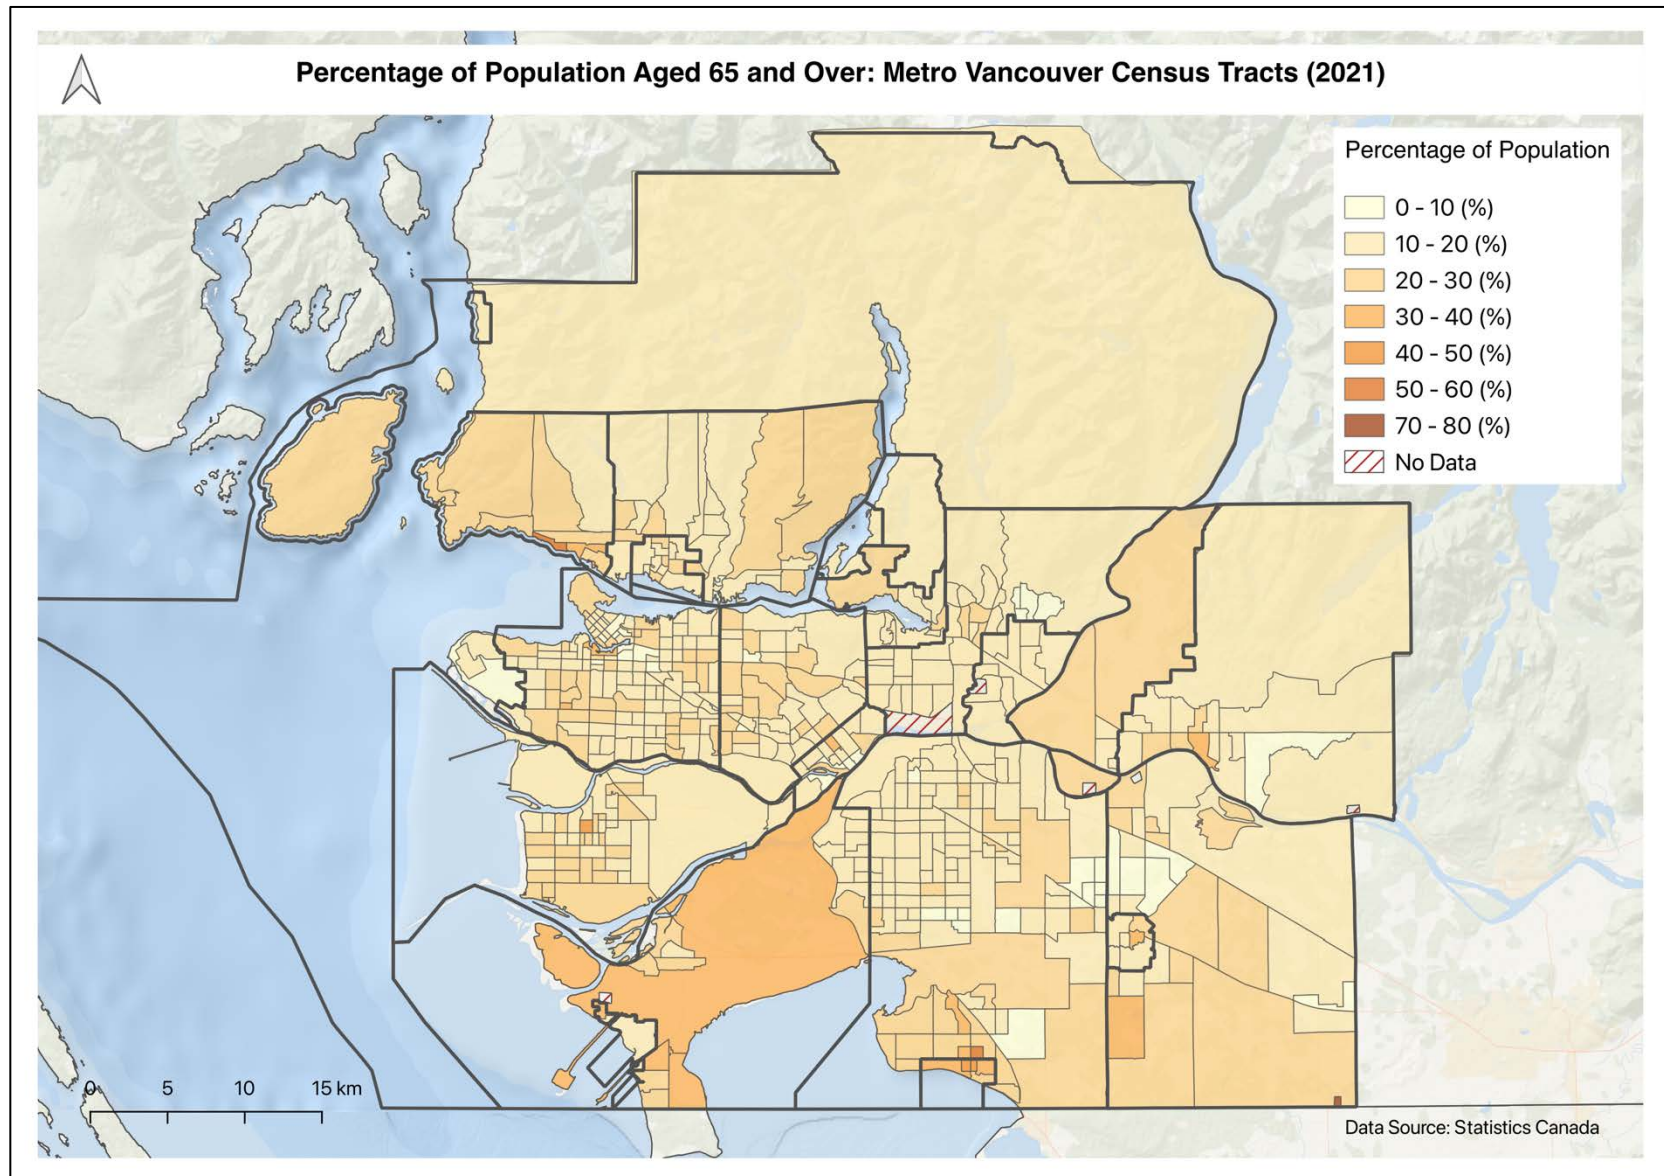 Percentage of Population Aged 65 and Over: Metro Vancouver Census Tracts (2021)
Percentage of Population
0 - 10 (%)
10 - 20 (%)
20 - 30 (%)
30 - 40 (%)
40 - 50 (%)
50 - 60 (%)
70 - 80 (%)
No Data
0 5 10 15 km
Data Source: Statistics Canada